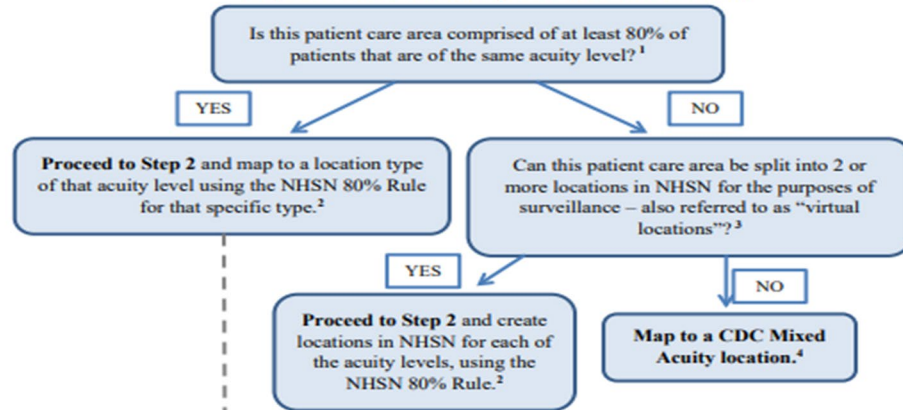 Is this patient care area comprised of at least 80% of
patients that are of the same acuity level? ¹
YES
NO
Proceed to Step 2 and map to a location type
of that acuity level using the NHSN 80% Rule
for that specific type.²
Can this patient care area be split into 2 or
more locations in NHSN for the purposes of
surveillance – also referred to as “virtual
locations”? ³
YES
NO
Proceed to Step 2 and create
locations in NHSN for each of
the acuity levels, using the
NHSN 80% Rule.²
Map to a CDC Mixed
Acuity location.⁴